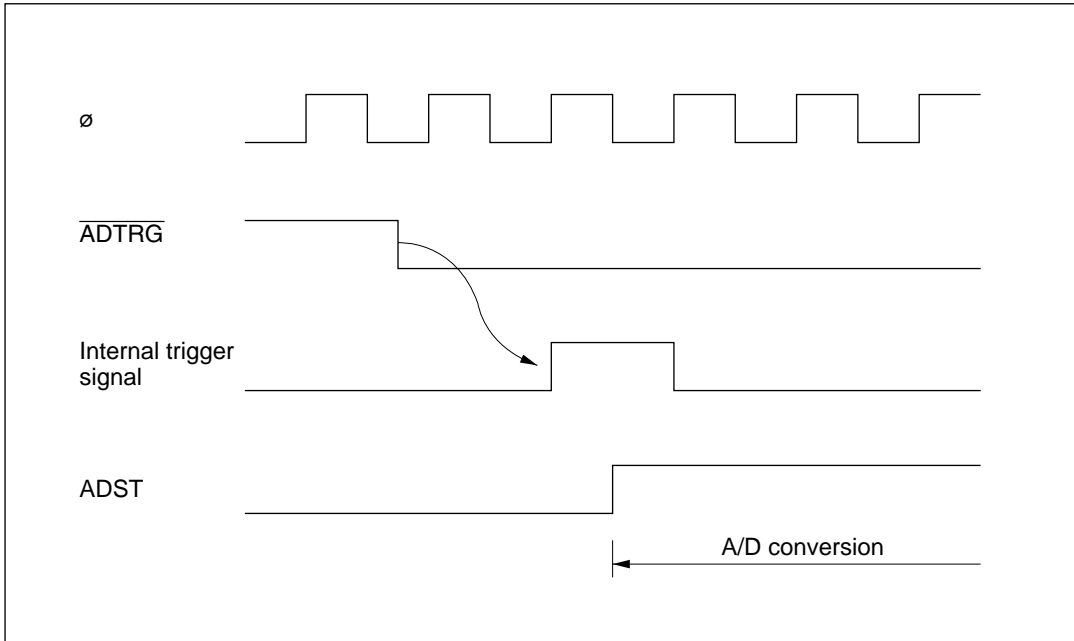 ø
ADTRG
Internal trigger
signal
ADST
A/D conversion